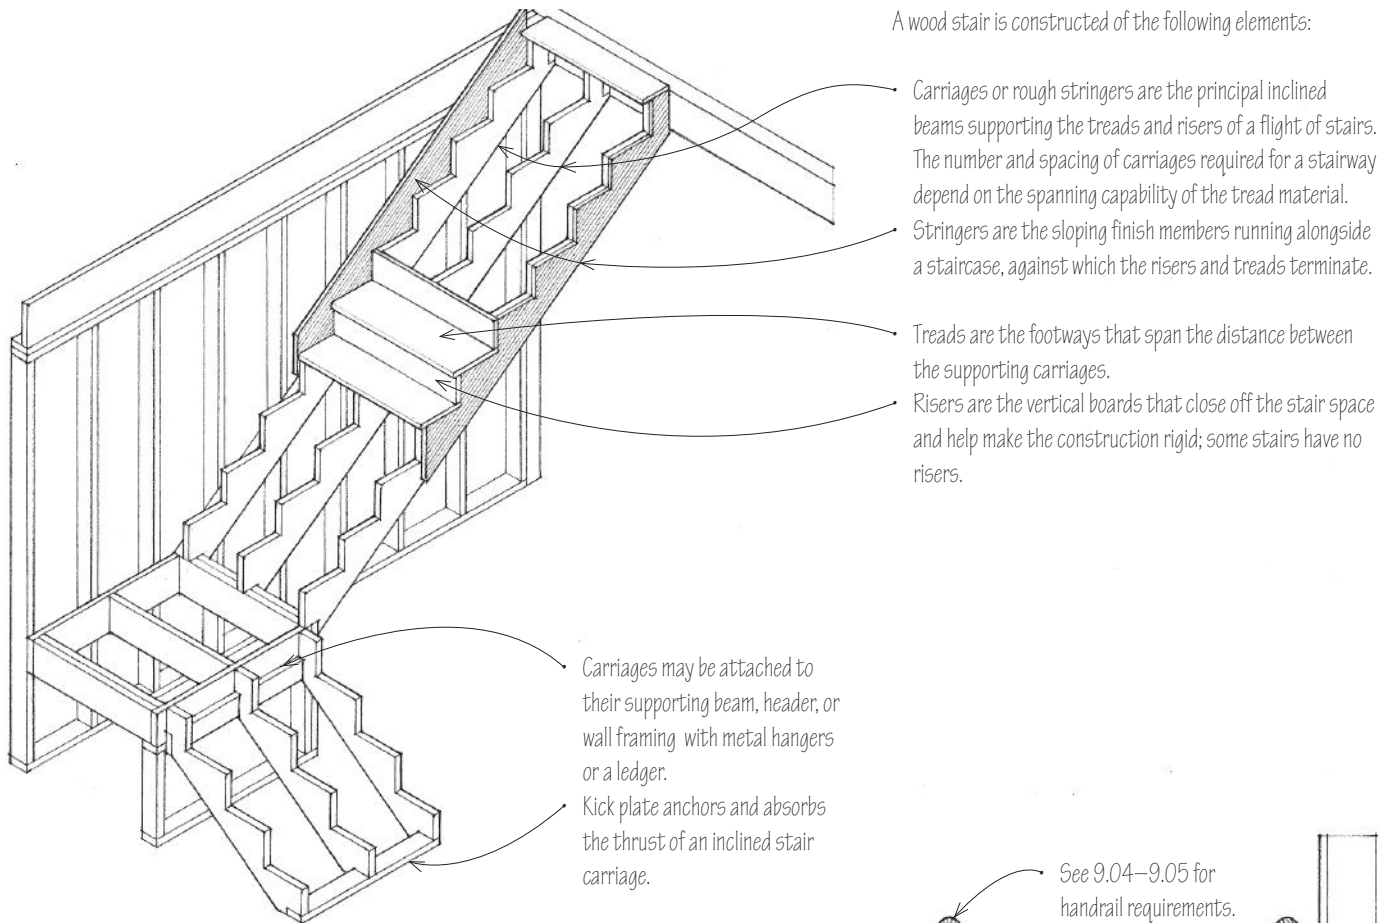 A wood stair is constructed of the following elements:
Carriages or rough stringers are the principal inclined
beams supporting the treads and risers of a flight of stairs.
The number and spacing of carriages required for a stairway
depend on the spanning capability of the tread material.
Stringers are the sloping finish members running alongside
a staircase, against which the risers and treads terminate.
Treads are the footways that span the distance between
the supporting carriages.
Risers are the vertical boards that close off the stair space
and help make the construction rigid; some stairs have no
risers.
Carriages may be attached to
their supporting beam, header, or
wall framing with metal hangers
or a ledger.
Kick plate anchors and absorbs
the thrust of an inclined stair
carriage.
See 9.04–9.05 for
handrail requirements.